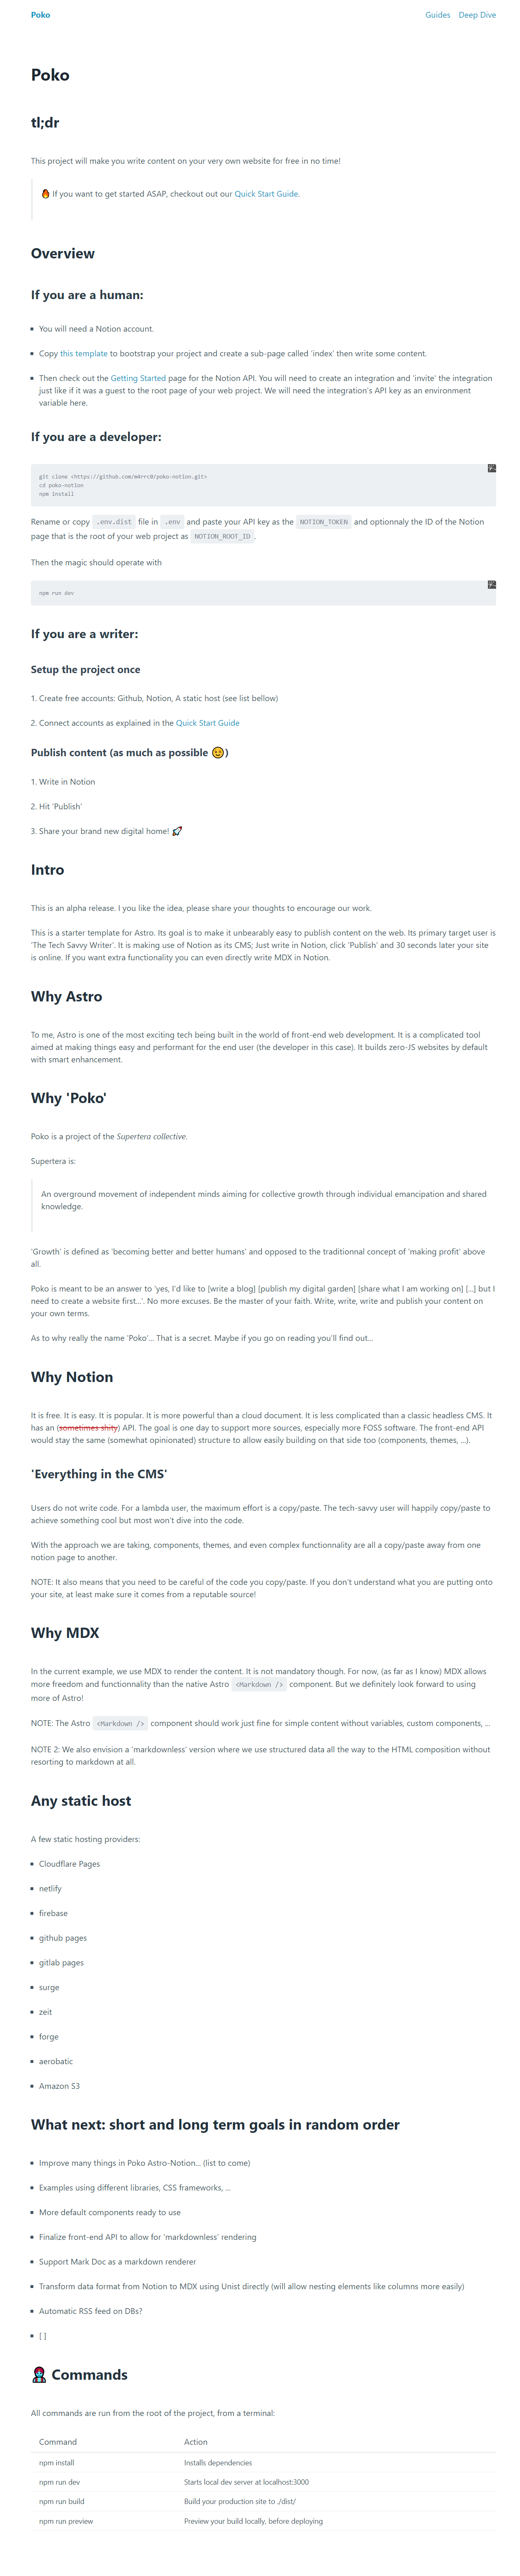 Poko
Guides Deep Dive
Poko
tl;dr
This project will make you write content on your very own website for free in no time!
🔥 If you want to get started ASAP, checkout out our Quick Start Guide.
Overview
If you are a human:
You will need a Notion account.
Copy this template to bootstrap your project and create a sub-page called 'index' then write some content.
Then check out the Getting Started page for the Notion API. You will need to create an integration and 'invite' the integration
just like if it was a guest to the root page of your web project. We will need the integration's API key as an environment
variable here.
If you are a developer:
git clone <https://github.com/mkrrc0/poko-notion.git>
cd poko-notion
npm install
Rename or copy .env.dist file in .env and paste your API key as the NOTION_TOKEN and optionnaly the ID of the Notion
page that is the root of your web project as NOTION_ROOT_ID.
Then the magic should operate with
npm run dev
If you are a writer:
Setup the project once
1. Create free accounts: Github, Notion, A static host (see list bellow)
2. Connect accounts as explained in the Quick Start Guide
Publish content (as much as possible 😉)
1. Write in Notion
2. Hit 'Publish'
3. Share your brand new digital home! 🚀
Intro
This is an alpha release. I you like the idea, please share your thoughts to encourage our work.
This is a starter template for Astro. Its goal is to make it unbearably easy to publish content on the web. Its primary target user is
'The Tech Savvy Writer'. It is making use of Notion as its CMS; Just write in Notion, click 'Publish' and 30 seconds later your site
is online. If you want extra functionality you can even directly write MDX in Notion.
Why Astro
To me, Astro is one of the most exciting tech being built in the world of front-end web development. It is a complicated tool
aimed at making things easy and performant for the end user (the developer in this case). It builds zero-JS websites by default
with smart enhancement.
Why 'Poko'
Poko is a project of the Supertera collective.
Supertera is:
An overground movement of independent minds aiming for collective growth through individual emancipation and shared
knowledge.
'Growth' is defined as 'becoming better and better humans' and opposed to the traditionnal concept of 'making profit' above
all.
Poko is meant to be an answer to 'yes, I'd like to [write a blog] [publish my digital garden] [share what I am working on] [...] but I
need to create a website first...'. No more excuses. Be the master of your faith. Write, write, write and publish your content on
your own terms.
As to why really the name 'Poko'... That is a secret. Maybe if you go on reading you'll find out...
Why Notion
It is free. It is easy. It is popular. It is more powerful than a cloud document. It is less complicated than a classic headless CMS. It
has an (sometimes shity) API. The goal is one day to support more sources, especially more FOSS software. The front-end API
would stay the same (somewhat opinionated) structure to allow easily building on that side too (components, themes, ...).
'Everything in the CMS'
Users do not write code. For a lambda user, the maximum effort is a copy/paste. The tech-savvy user will happily copy/paste to
achieve something cool but most won't dive into the code.
With the approach we are taking, components, themes, and even complex functionnality are all a copy/paste away from one
notion page to another.
NOTE: It also means that you need to be careful of the code you copy/paste. If you don't understand what you are putting onto
your site, at least make sure it comes from a reputable source!
Why MDX
In the current example, we use MDX to render the content. It is not mandatory though. For now, (as far as I know) MDX allows
more freedom and functionnality than the native Astro <Markdown /> component. But we definitely look forward to using
more of Astro!
NOTE: The Astro <Markdown /> component should work just fine for simple content without variables, custom components, ...
NOTE 2: We also envision a 'markdownless' version where we use structured data all the way to the HTML composition without
resorting to markdown at all.
Any static host
A few static hosting providers:
Cloudflare Pages
netlify
firebase
github pages
gitlab pages
surge
zeit
forge
aerobatic
Amazon S3
What next: short and long term goals in random order
Improve many things in Poko Astro-Notion... (list to come)
Examples using different libraries, CSS frameworks, ...
More default components ready to use
Finalize front-end API to allow for 'markdownless' rendering
Support Mark Doc as a markdown renderer
Transform data format from Notion to MDX using Unist directly (will allow nesting elements like columns more easily)
Automatic RSS feed on DBs?
[ ]
Commands
All commands are run from the root of the project, from a terminal:
Command Action
npm install Installs dependencies
npm run dev Starts local dev server at localhost:3000
npm run build Build your production site to ./dist/
npm run preview Preview your build locally, before deploying